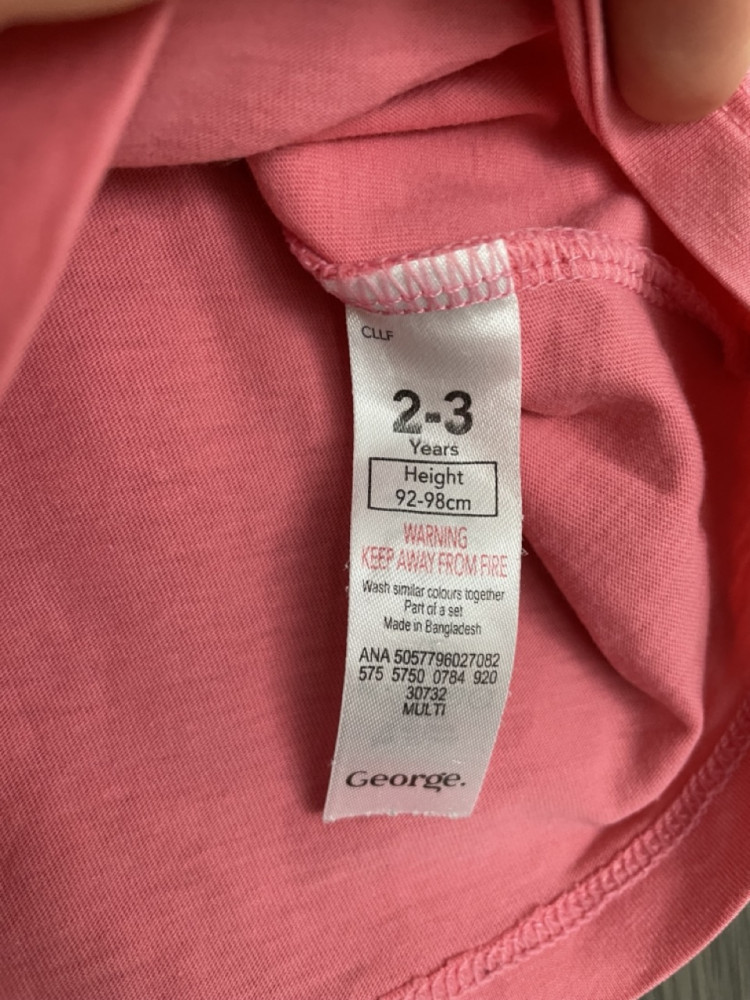 CLLF
2-3
Years
Height
92-98cm
WARNING
KEEP AWAY FROM FIRE
Wash similar colours together
Part of a set
Made in Bangladesh
ANA 5057796027082
575 5750 0784 920
30732
MULTI
George.